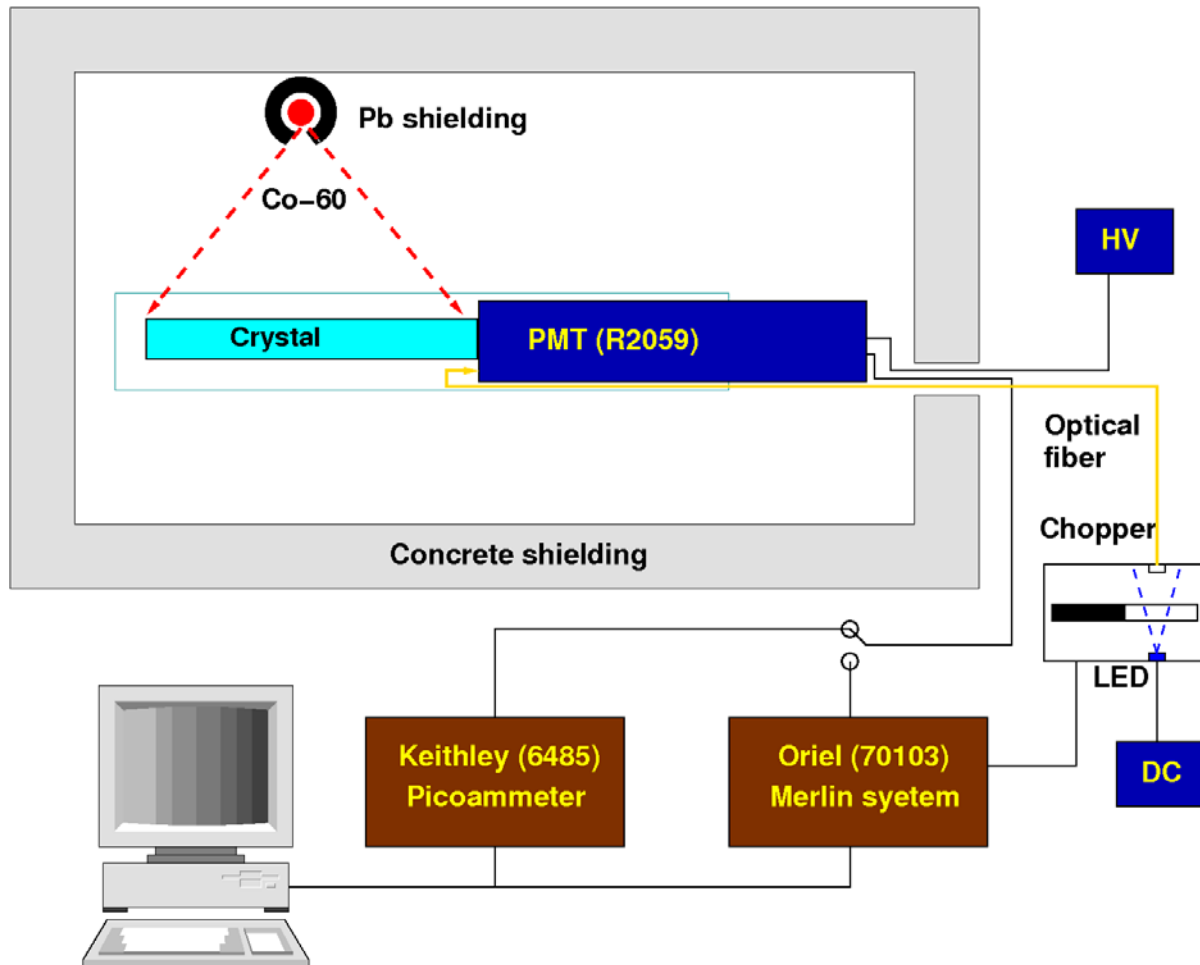 Pb shielding
Co−60
HV
Crystal
PMT (R2059)
Optical
fiber
Chopper
Concrete shielding
LED
Keithley (6485)
Picoammeter
Oriel (70103)
Merlin syetem
DC